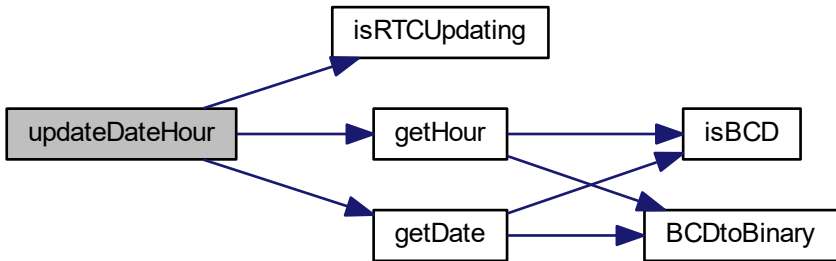 isRTCUpdating
updateDateHour
getHour
isBCD
getDate
BCDtoBinary